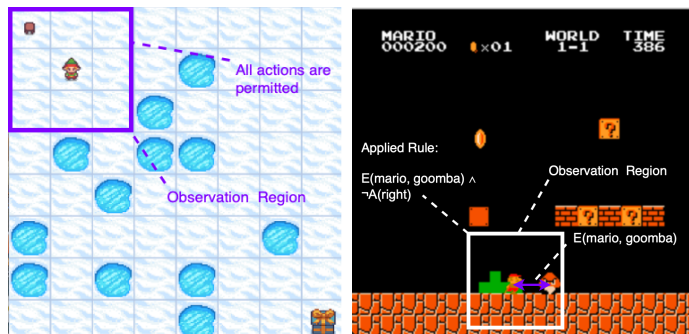 All actions are
permitted
Observation Region
MARIO WORLD TIME
000200 ×01 1-1 386
?
Applied Rule:
Observation Region
E(mario, goomba) ∧
¬A(right)
? ?
E(mario, goomba)